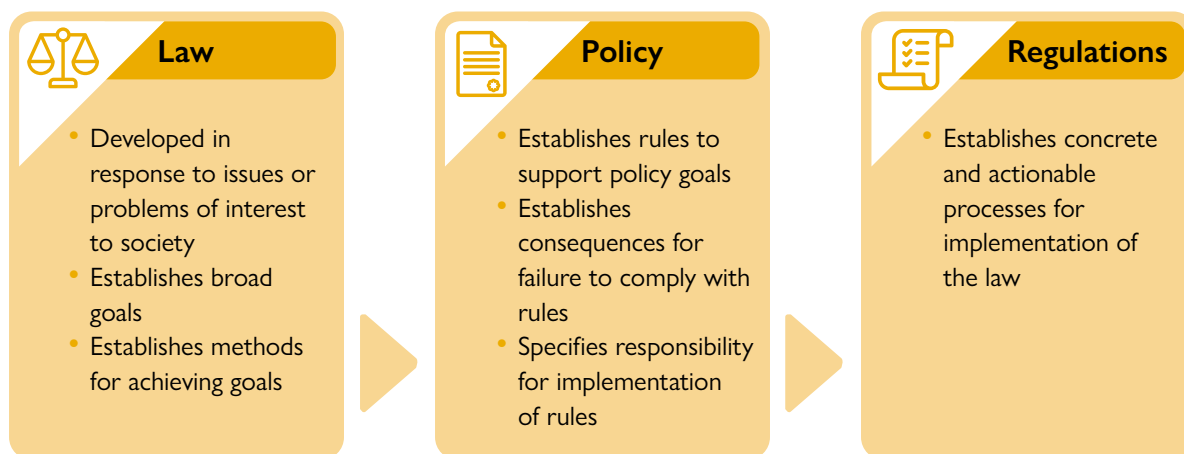 Law
• Developed in
response to issues or
problems of interest
to society
• Establishes broad
goals
• Establishes methods
for achieving goals
Policy
• Establishes rules to
support policy goals
• Establishes
consequences for
failure to comply with
rules
• Specifies responsibility
for implementation
of rules
Regulations
• Establishes concrete
and actionable
processes for
implementation of
the law